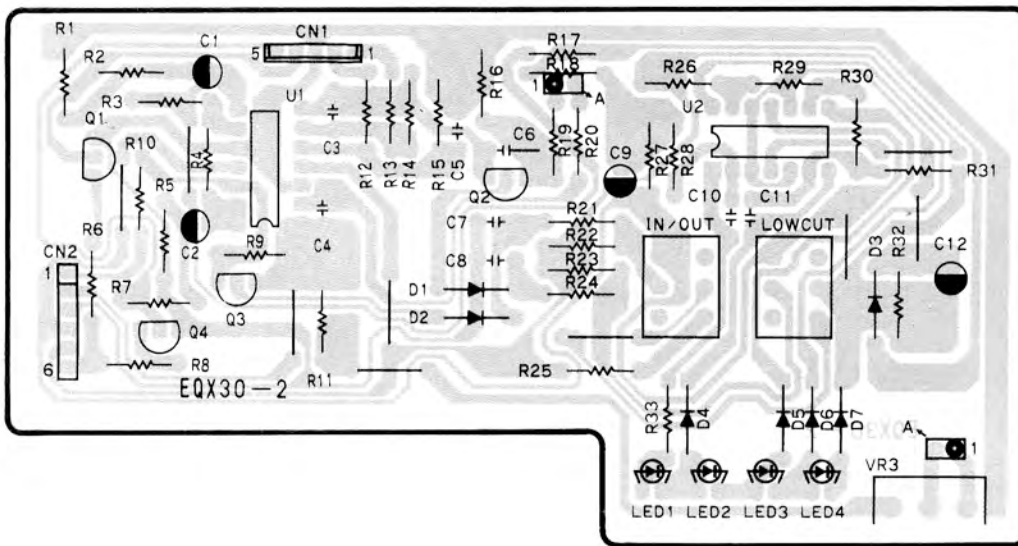 R1
CN1
5 1
R17
R2
C1
R18
1
A
R16
R26
R29
R30
R3
U1
U2
Q1
C3
R12
R13
R14
R15
C5
C6
R19
R20
C9
R27
R28
R10
R4
R31
R5
Q2
C10
C11
R6
C2
R9
C4
C7
R21
IN/OUT
LOWCUT
D3
R32
C12
CN2
1
6
R22
C8
R23
R24
R7
Q3
D1
D2
Q4
R8
R11
R25
EQX30-2
R33
D4
D5
D6
D7
A
1
VR3
LED1 LED2 LED3 LED4